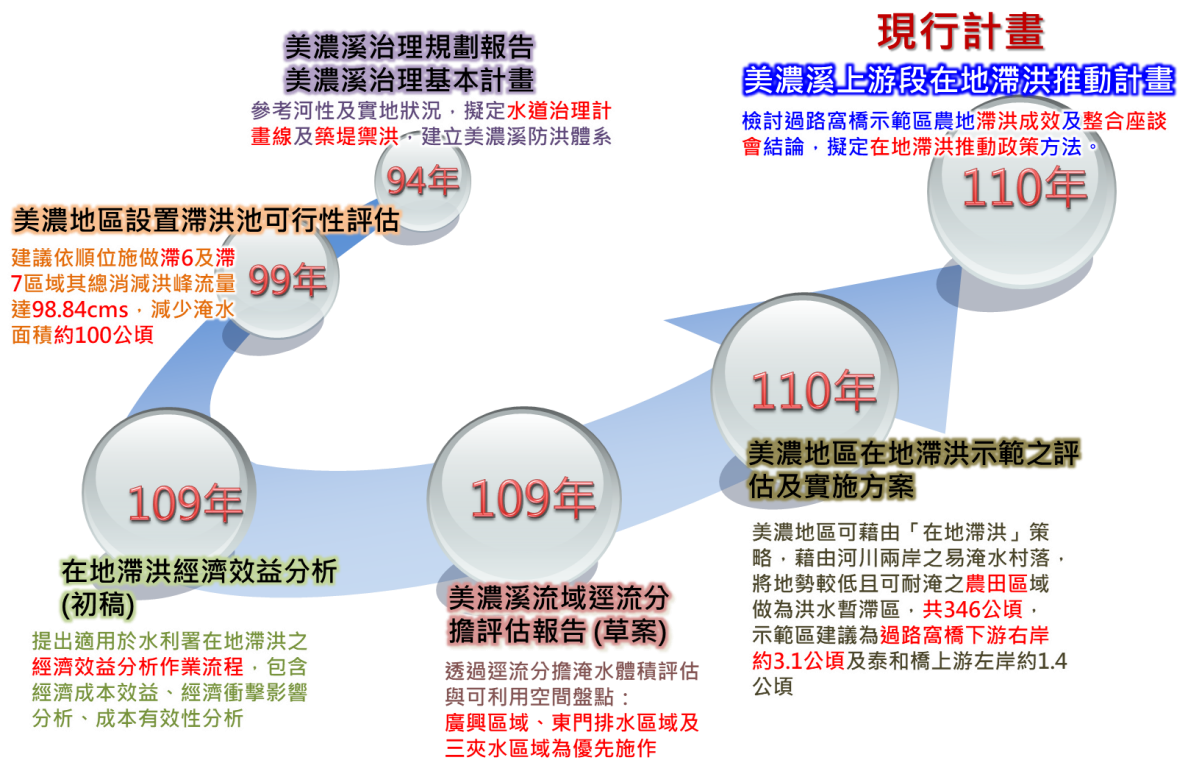 美濃溪治理規劃報告
美濃溪治理基本計畫
參考河性及實地狀況，擬定水道治理計
畫線及築堤禦洪，建立美濃溪防洪體系
94年
美濃地區設置滯洪池可行性評估
建議依順位施做滯6及滯
7區域其總消減洪峰流量
達98.84cms，減少淹水
面積約100公頃
99年
109年
在地滯洪經濟效益分析
(初稿)
提出適用於水利署在地滯洪之
經濟效益分析作業流程，包含
經濟成本效益、經濟衝擊影響
分析、成本有效性分析
109年
美濃溪流域逕流分
擔評估報告 (草案)
透過逕流分擔淹水體積評估
與可利用空間盤點：
廣興區域、東門排水區域及
三夾水區域為優先施作
110年
美濃地區在地滯洪示範之評
估及實施方案
美濃地區可藉由「在地滯洪」策
略，藉由河川兩岸之易淹水村落，
將地勢較低且可耐淹之農田區域
做為洪水暫滯區，共346公頃，
示範區建議為過路窩橋下游右岸
約3.1公頃及泰和橋上游左岸約1.4
公頃
現行計畫
美濃溪上游段在地滯洪推動計畫
檢討過路窩橋示範區農地滯洪成效及整合座談
會結論，擬定在地滯洪推動政策方法。
110年